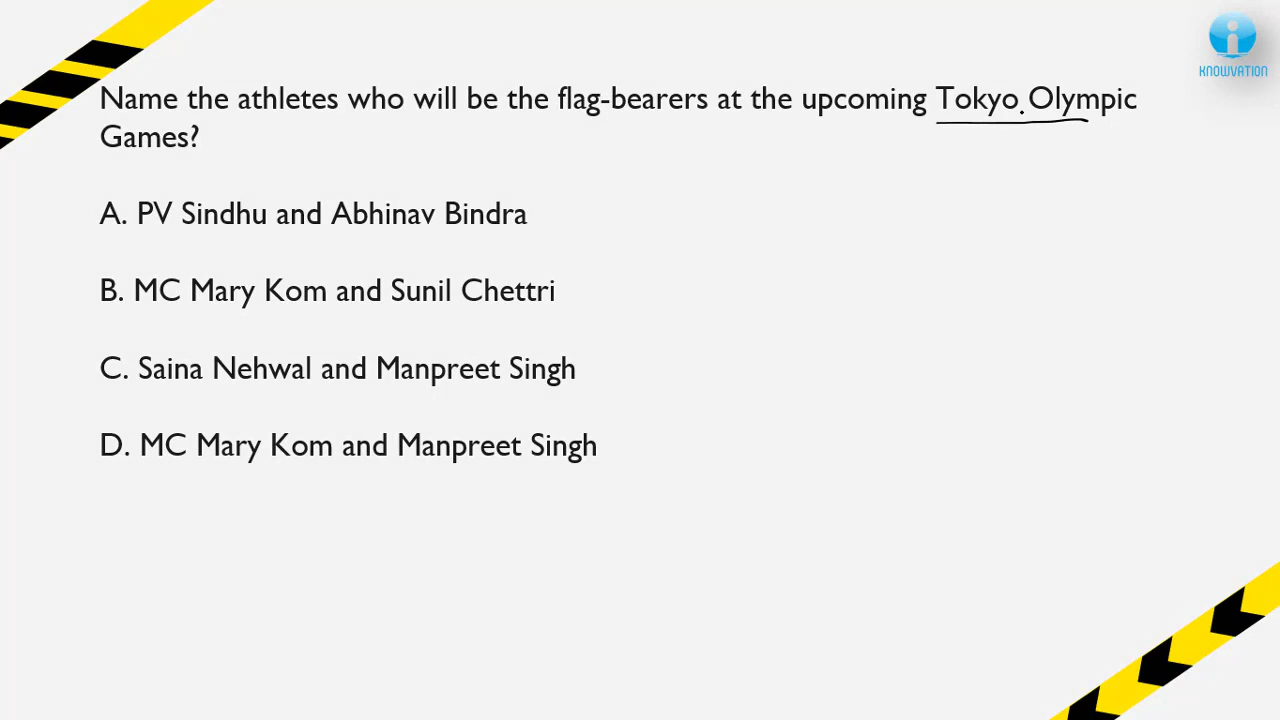 KNOWVATION
Name the athletes who will be the flag-bearers at the upcoming Tokyo Olympic
Games?
A. PV Sindhu and Abhinav Bindra
B. MC Mary Kom and Sunil Chettri
C. Saina Nehwal and Manpreet Singh
D. MC Mary Kom and Manpreet Singh